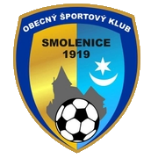 OBECNÝ ŠPORTOVÝ KLUB
SMOLENICE
1919